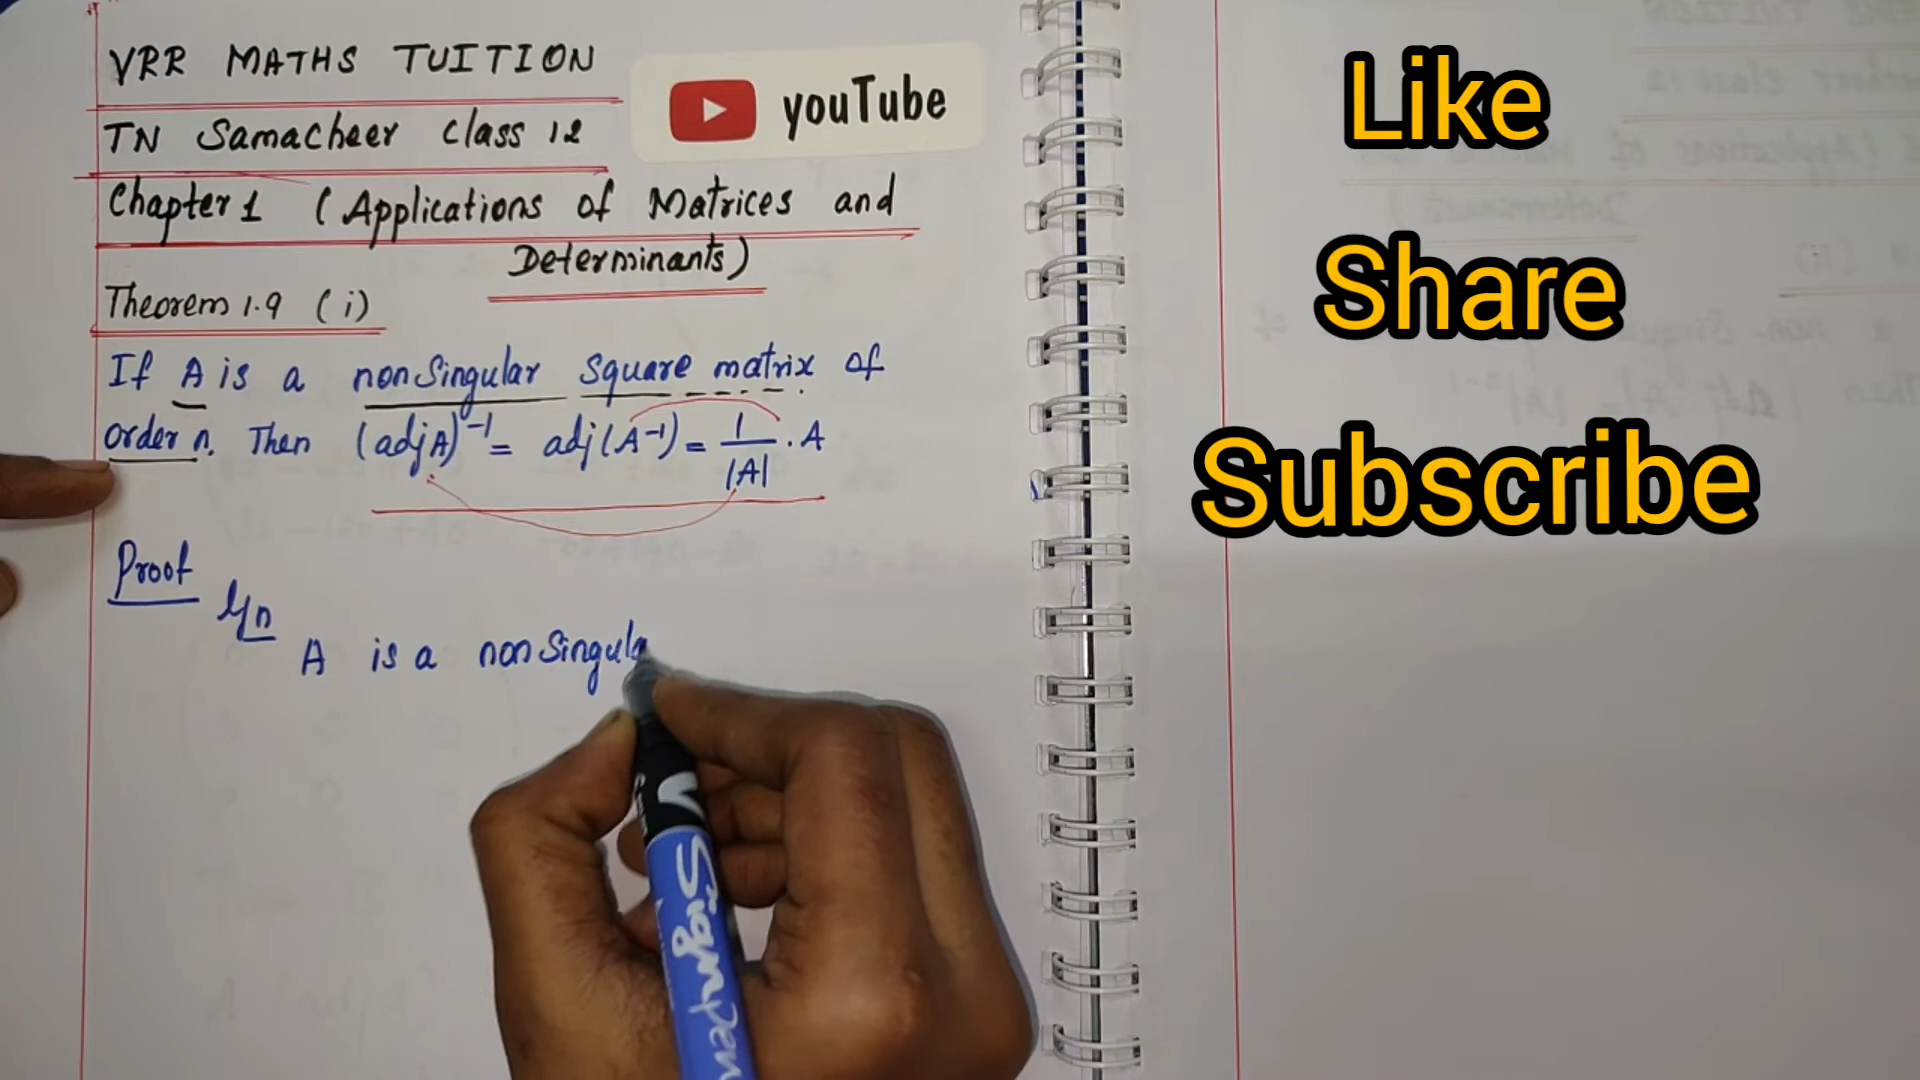 VRR MATHS TUITION
youTube
TN Samacheer Class 12
Chapter 1 (Applications of Matrices and
Determinants)
Theorem 1.9 (i)
If A is a nonSingular Square matrix of
order n. Then (adj A)⁻¹ = adj(A⁻¹) = 1/|A| . A
Proof
A is a nonSingula
Like
Share
Subscribe